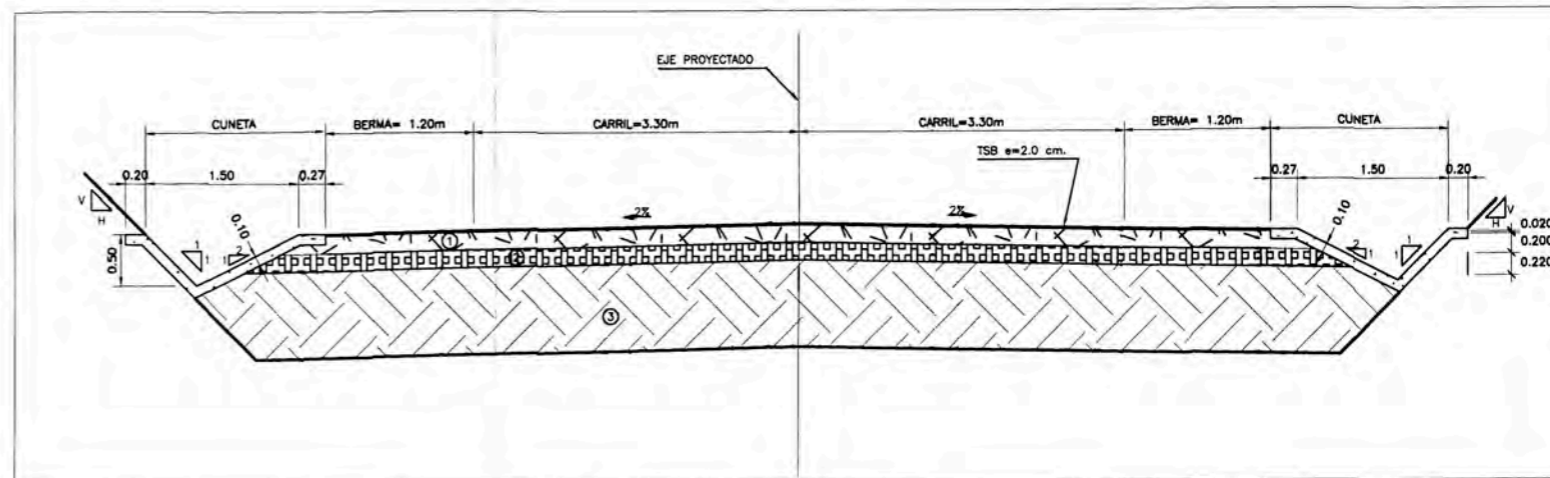 EJE PROYECTADO
CUNETA
BERMA= 1.20m
CARRIL=3.30m
CARRIL=3.30m
BERMA= 1.20m
CUNETA
TSB e=2.0 cm.
0.20
1.50
0.27
0.27
1.50
0.20
V
H
2%
2%
V
H
0.10
0.10
0.50
1
1
2
1
1
2
3
2
1
1
1
0.020
0.200
0.220